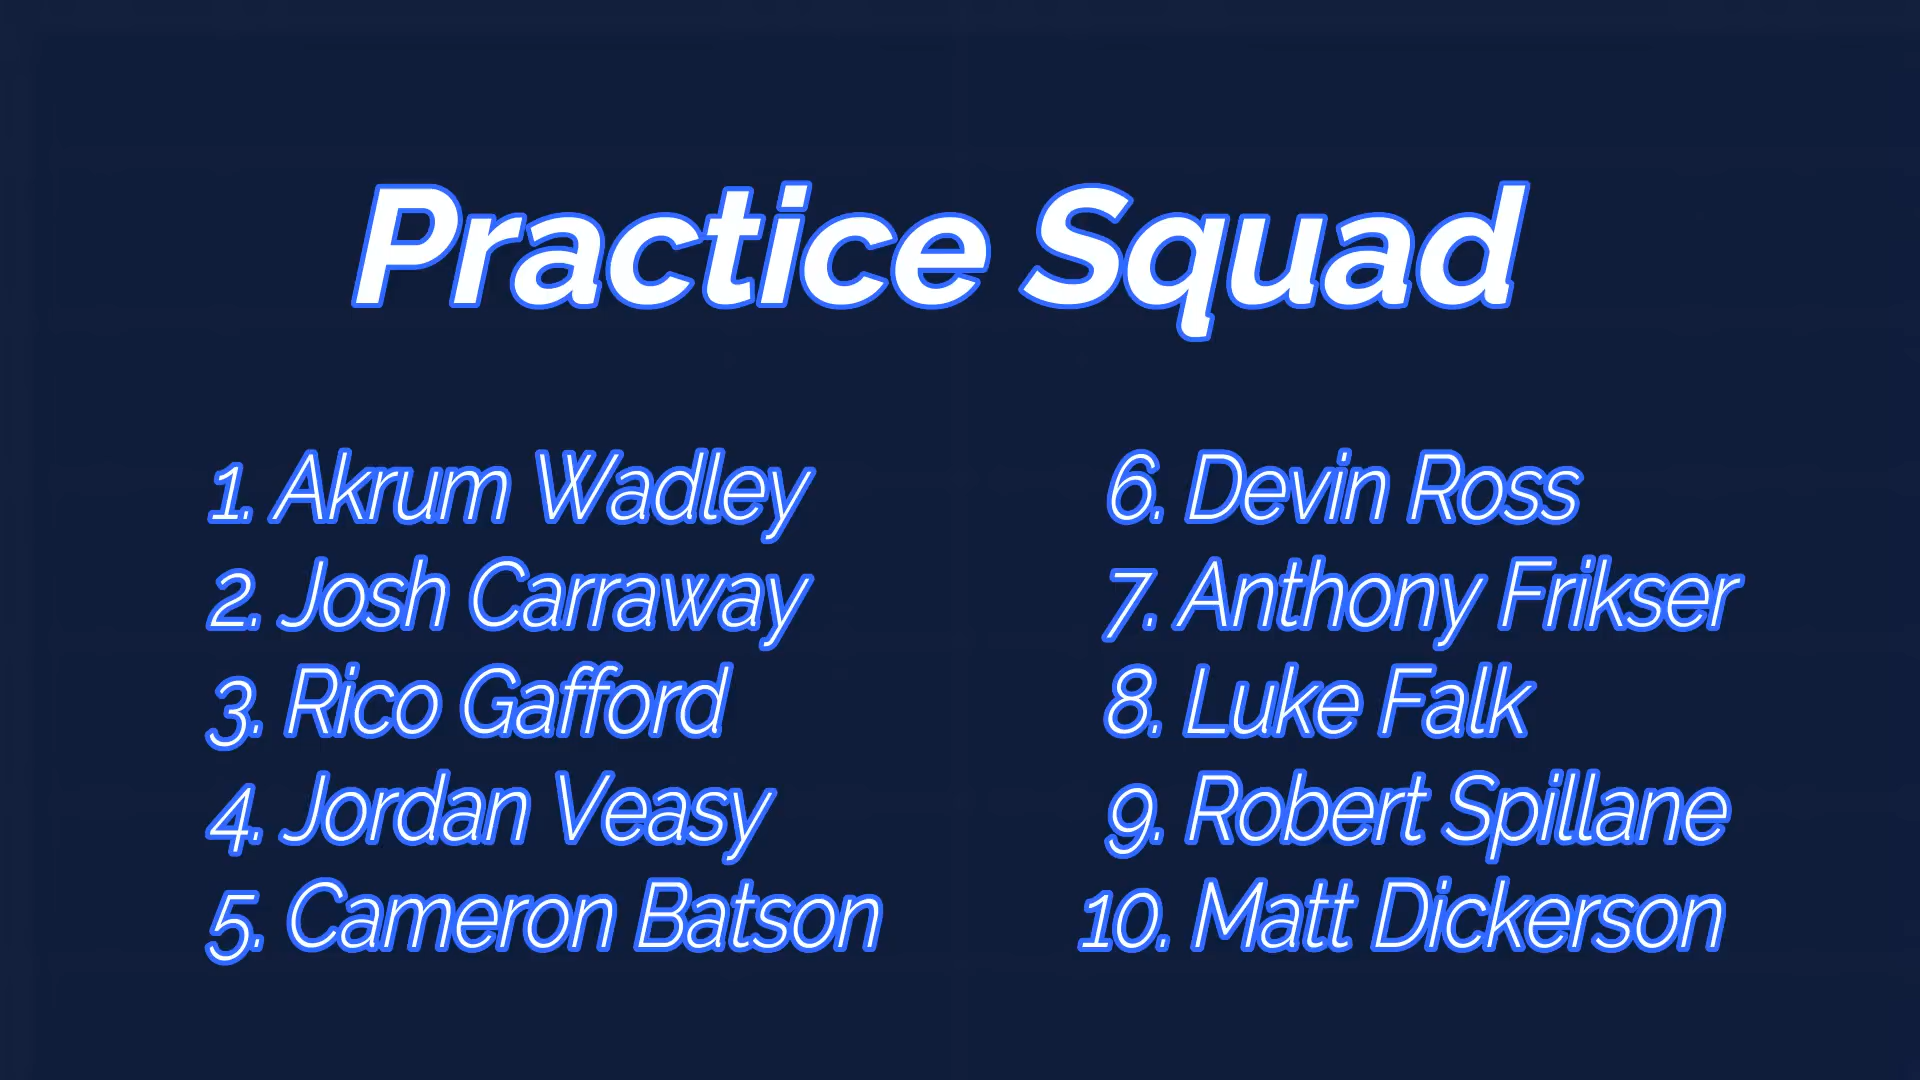 Practice Squad
1. Akrum Wadley
2. Josh Carraway
3. Rico Gafford
4. Jordan Veasy
5. Cameron Batson
6. Devin Ross
7. Anthony Frikser
8. Luke Falk
9. Robert Spillane
10. Matt Dickerson